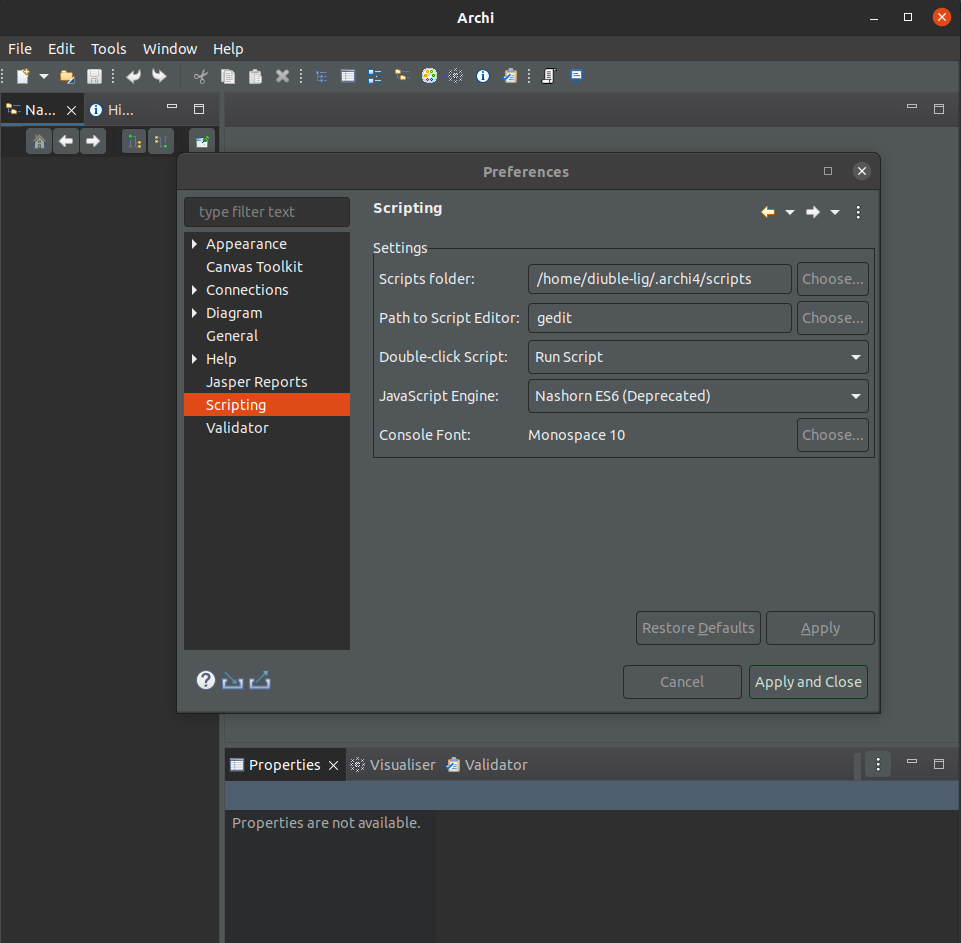 Archi
File Edit Tools Window Help
Na... Hi...
Preferences
type filter text
Appearance
Canvas Toolkit
Connections
Diagram
General
Help
Jasper Reports
Scripting
Validator
Scripting
Settings
Scripts folder: /home/diuble-lig/.archi4/scripts Choose...
Path to Script Editor: gedit Choose...
Double-click Script: Run Script
JavaScript Engine: Nashorn ES6 (Deprecated)
Console Font: Monospace 10 Choose...
Restore Defaults Apply
Cancel Apply and Close
Properties Visualiser Validator
Properties are not available.